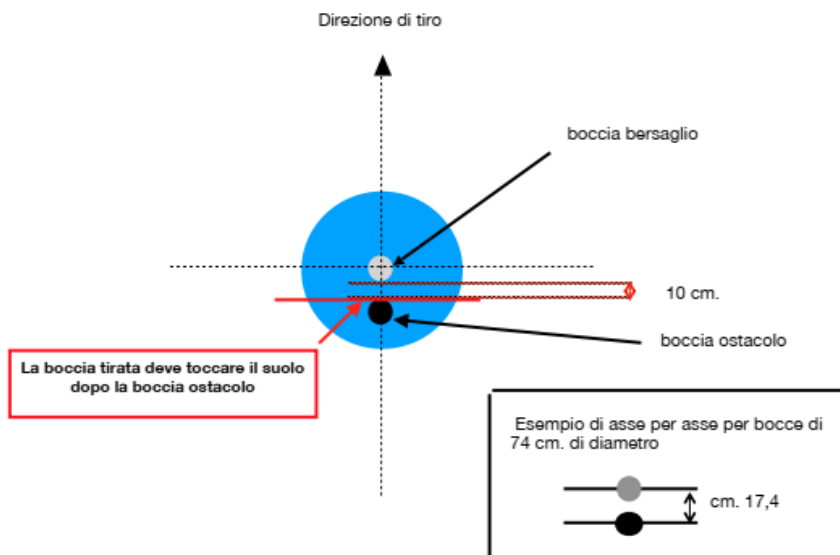 Direzione di tiro
boccia bersaglio
10 cm.
boccia ostacolo
La boccia tirata deve toccare il suolo
dopo la boccia ostacolo
Esempio di asse per asse per bocce di
74 cm. di diametro
cm. 17,4